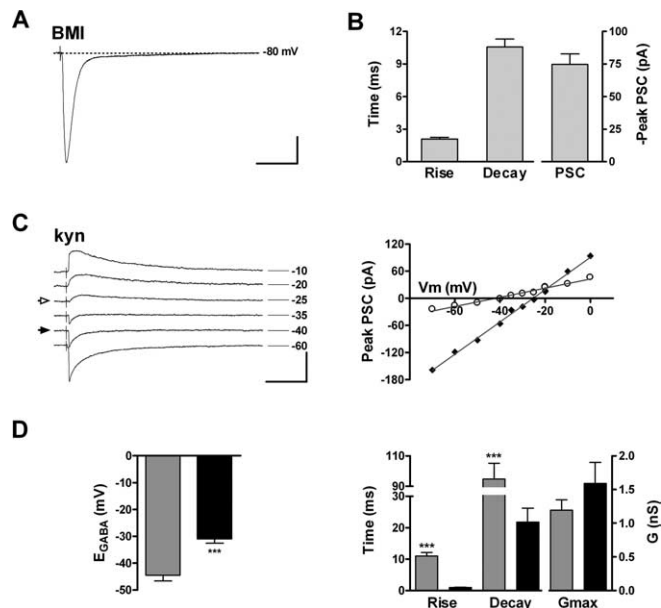 A
BMI
-80 mV
B
Time (ms)
12
9
6
3
0
Rise
Decay
PSC
100
75
50
25
0
-Peak PSC (pA)
C
kyn
-10
-20
-25
-35
-40
-60
Peak PSC (pA)
120
60
0
-60
-120
-180
Vm (mV)
-60
-40
-20
0
D
E GABA (mV)
0
-10
-20
-30
-40
-50
***
Time (ms)
110
90
30
20
10
0
***
***
Rise
Decay
Gmax
2.0
1.5
1.0
0.5
0.0
G (nS)